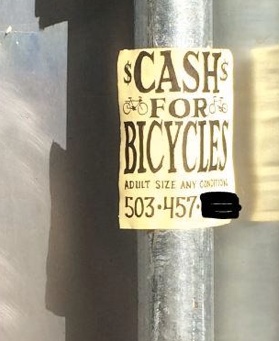 $CASH$
FOR
BICYCLES
ADULT SIZE ANY CONDITION
503·457·